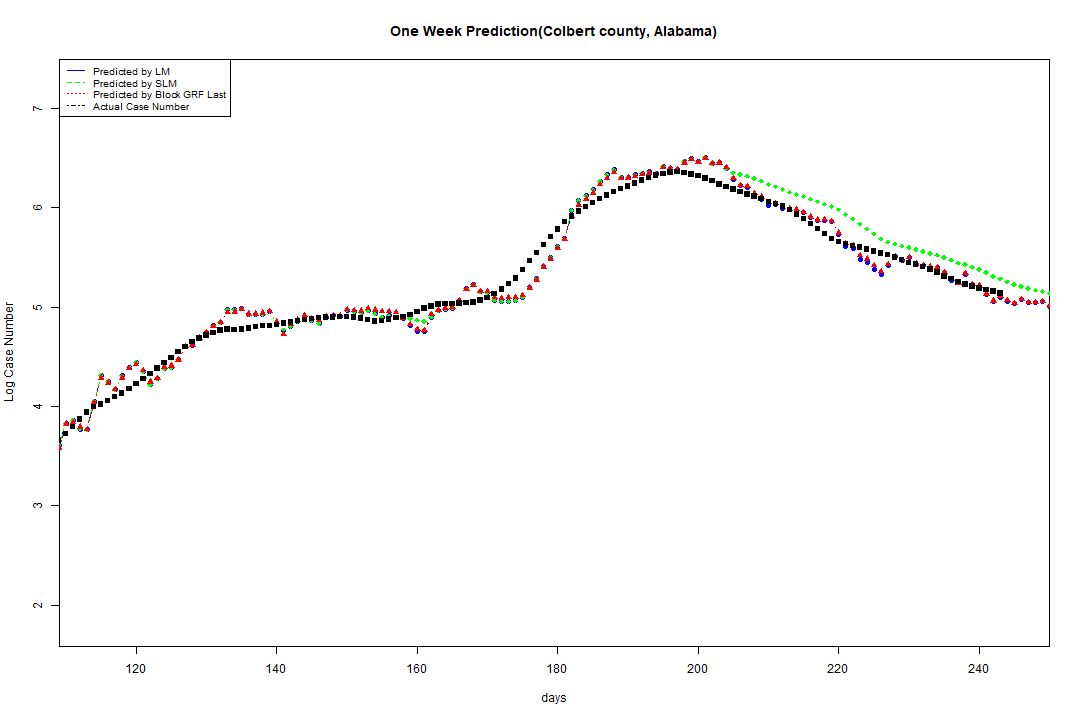 One Week Prediction(Colbert county, Alabama)
Predicted by LM
Predicted by SLM
Predicted by Block GRF Last
Actual Case Number
7
6
5
4
3
2
Log Case Number
120 140 160 180 200 220 240
days